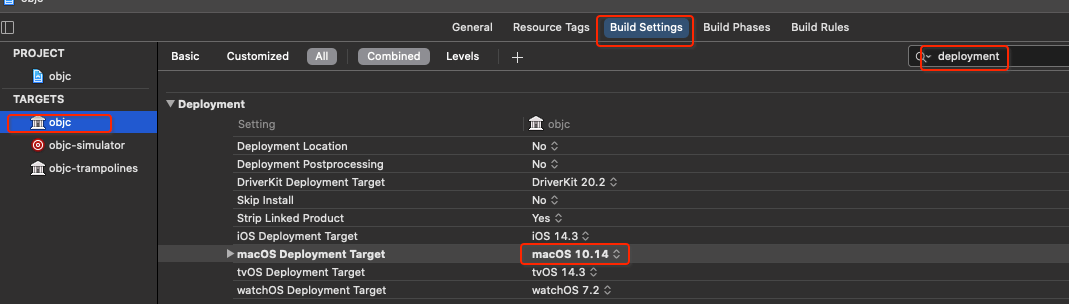 objc
General Resource Tags Build Settings Build Phases Build Rules
PROJECT
objc
TARGETS
objc
objc-simulator
objc-trampolines
Basic Customized All Combined Levels +
deployment
Deployment
Setting objc
Deployment Location No
Deployment Postprocessing No
DriverKit Deployment Target DriverKit 20.2
Skip Install No
Strip Linked Product Yes
iOS Deployment Target iOS 14.3
macOS Deployment Target macOS 10.14
tvOS Deployment Target tvOS 14.3
watchOS Deployment Target watchOS 7.2